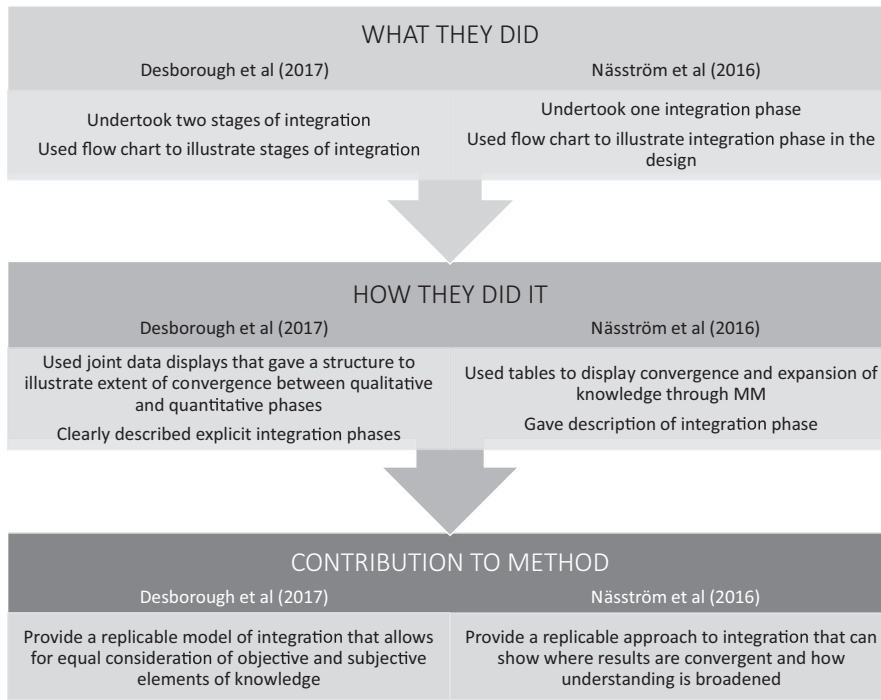 WHAT THEY DID
Desborough et al (2017)
Näsström et al (2016)
Undertook two stages of integration
Used flow chart to illustrate stages of integration
Undertook one integration phase
Used flow chart to illustrate integration phase in the
design
HOW THEY DID IT
Desborough et al (2017)
Näsström et al (2016)
Used joint data displays that gave a structure to
illustrate extent of convergence between qualitative
and quantitative phases
Clearly described explicit integration phases
Used tables to display convergence and expansion of
knowledge through MM
Gave description of integration phase
CONTRIBUTION TO METHOD
Desborough et al (2017)
Näsström et al (2016)
Provide a replicable model of integration that allows
for equal consideration of objective and subjective
elements of knowledge
Provide a replicable approach to integration that can
show where results are convergent and how
understanding is broadened